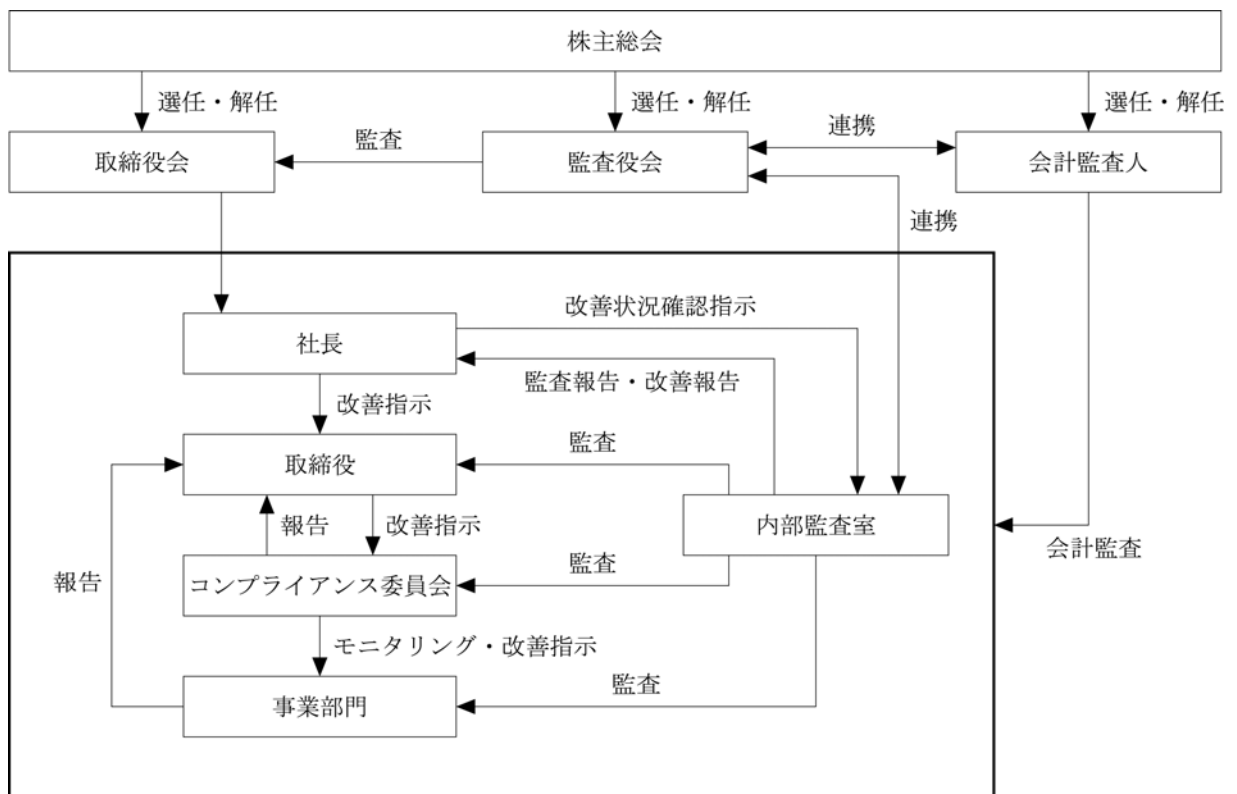 株主総会
選任・解任
選任・解任
選任・解任
取締役会
監査
監査役会
連携
会計監査人
連携
改善状況確認指示
社長
監査報告・改善報告
改善指示
取締役
監査
報告
改善指示
内部監査室
会計監査
報告
コンプライアンス委員会
監査
モニタリング・改善指示
事業部門
監査